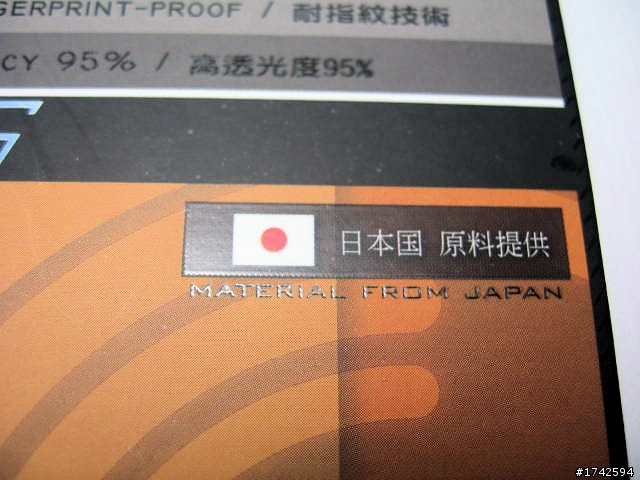 GERPRINT-PROOF / 耐指紋技術
CY 95% / 高透光度95%
日本国 原料提供
MATERIAL FROM JAPAN
#1742594